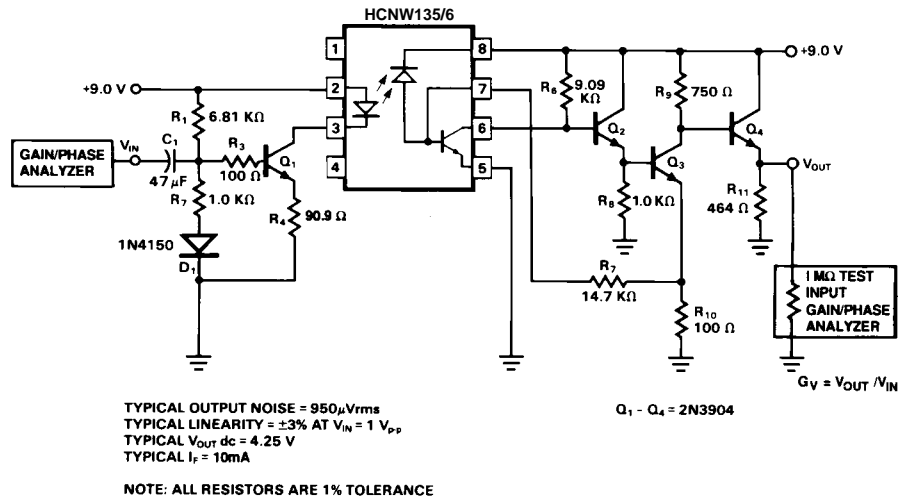 HCNW135/6
+9.0 V
R1 6.81 KΩ
VIN
C1
47 µF
GAIN/PHASE
ANALYZER
R3
100 Ω
Q1
R7 1.0 KΩ
R4 90.9 Ω
1N4150
D1
1
2
3
4
8
7
6
5
+9.0 V
R6 9.09
KΩ
R9 750 Ω
Q2
Q3
Q4
VOUT
R8 1.0 KΩ
R11
464 Ω
R7
14.7 KΩ
R10
100 Ω
1 MΩ TEST
INPUT
GAIN/PHASE
ANALYZER
GV = VOUT /VIN
Q1 - Q4 = 2N3904
TYPICAL OUTPUT NOISE = 950µVrms
TYPICAL LINEARITY = ±3% AT VIN = 1 Vp-p
TYPICAL VOUT dc = 4.25 V
TYPICAL IF = 10mA
NOTE: ALL RESISTORS ARE 1% TOLERANCE